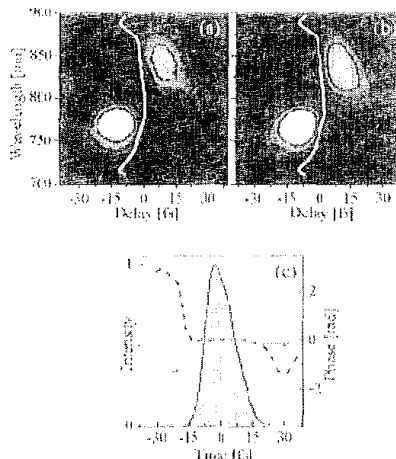 900
850
800
750
700
Wavelength [nm]
(a)
(b)
-30 -15 0 15 30
-30 -15 0 15 30
Delay [fs]
Delay [fs]
(c)
1
0
Intensity
2
0
-2
Phase [rad]
-30 -15 0 15 30
Time [fs]